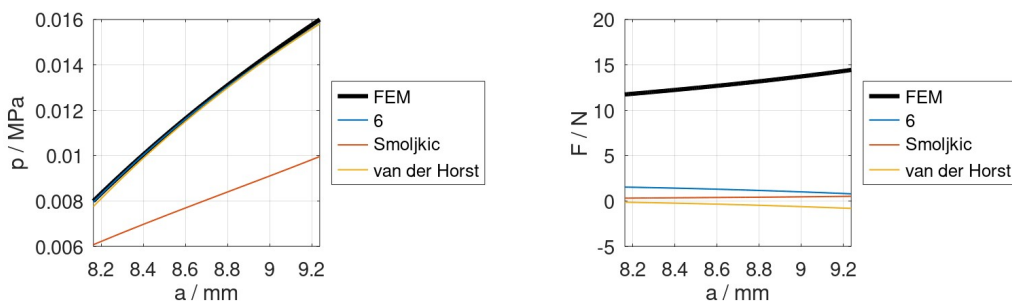 0.016
0.014
0.012
0.01
0.008
0.006
p / MPa
8.2 8.4 8.6 8.8 9 9.2
a / mm
FEM
6
Smoljkic
van der Horst
20
15
10
5
0
-5
F / N
8.2 8.4 8.6 8.8 9 9.2
a / mm
FEM
6
Smoljkic
van der Horst